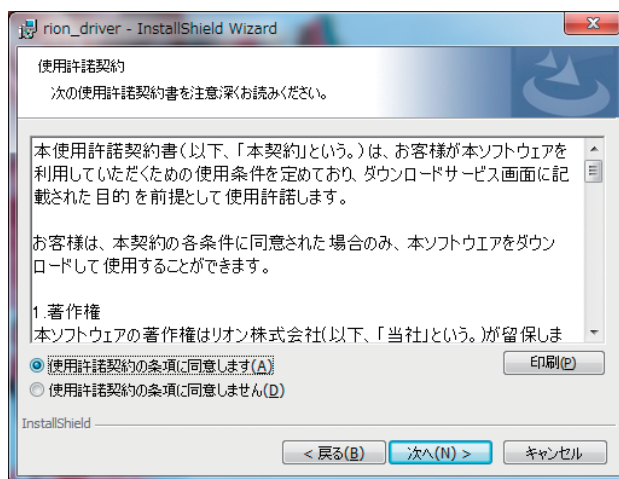 rion_driver - InstallShield Wizard
使用許諾契約
次の使用許諾契約書を注意深くお読みください。
本使用許諾契約書(以下、「本契約」という。)は、お客様が本ソフトウェアを
利用していただくための使用条件を定めており、ダウンロードサービス画面に記
載された目的 を前提として使用許諾します。
お客様は、本契約の各条件に同意された場合のみ、本ソフトウエアをダウン
ロードして使用することができます。
1.著作権
本ソフトウェアの著作権はリオン株式会社(以下、「当社」という。)が留保しま
使用許諾契約の条項に同意します(A)
印刷(P)
使用許諾契約の条項に同意しません(D)
InstallShield
< 戻る(B)
次へ(N) >
キャンセル